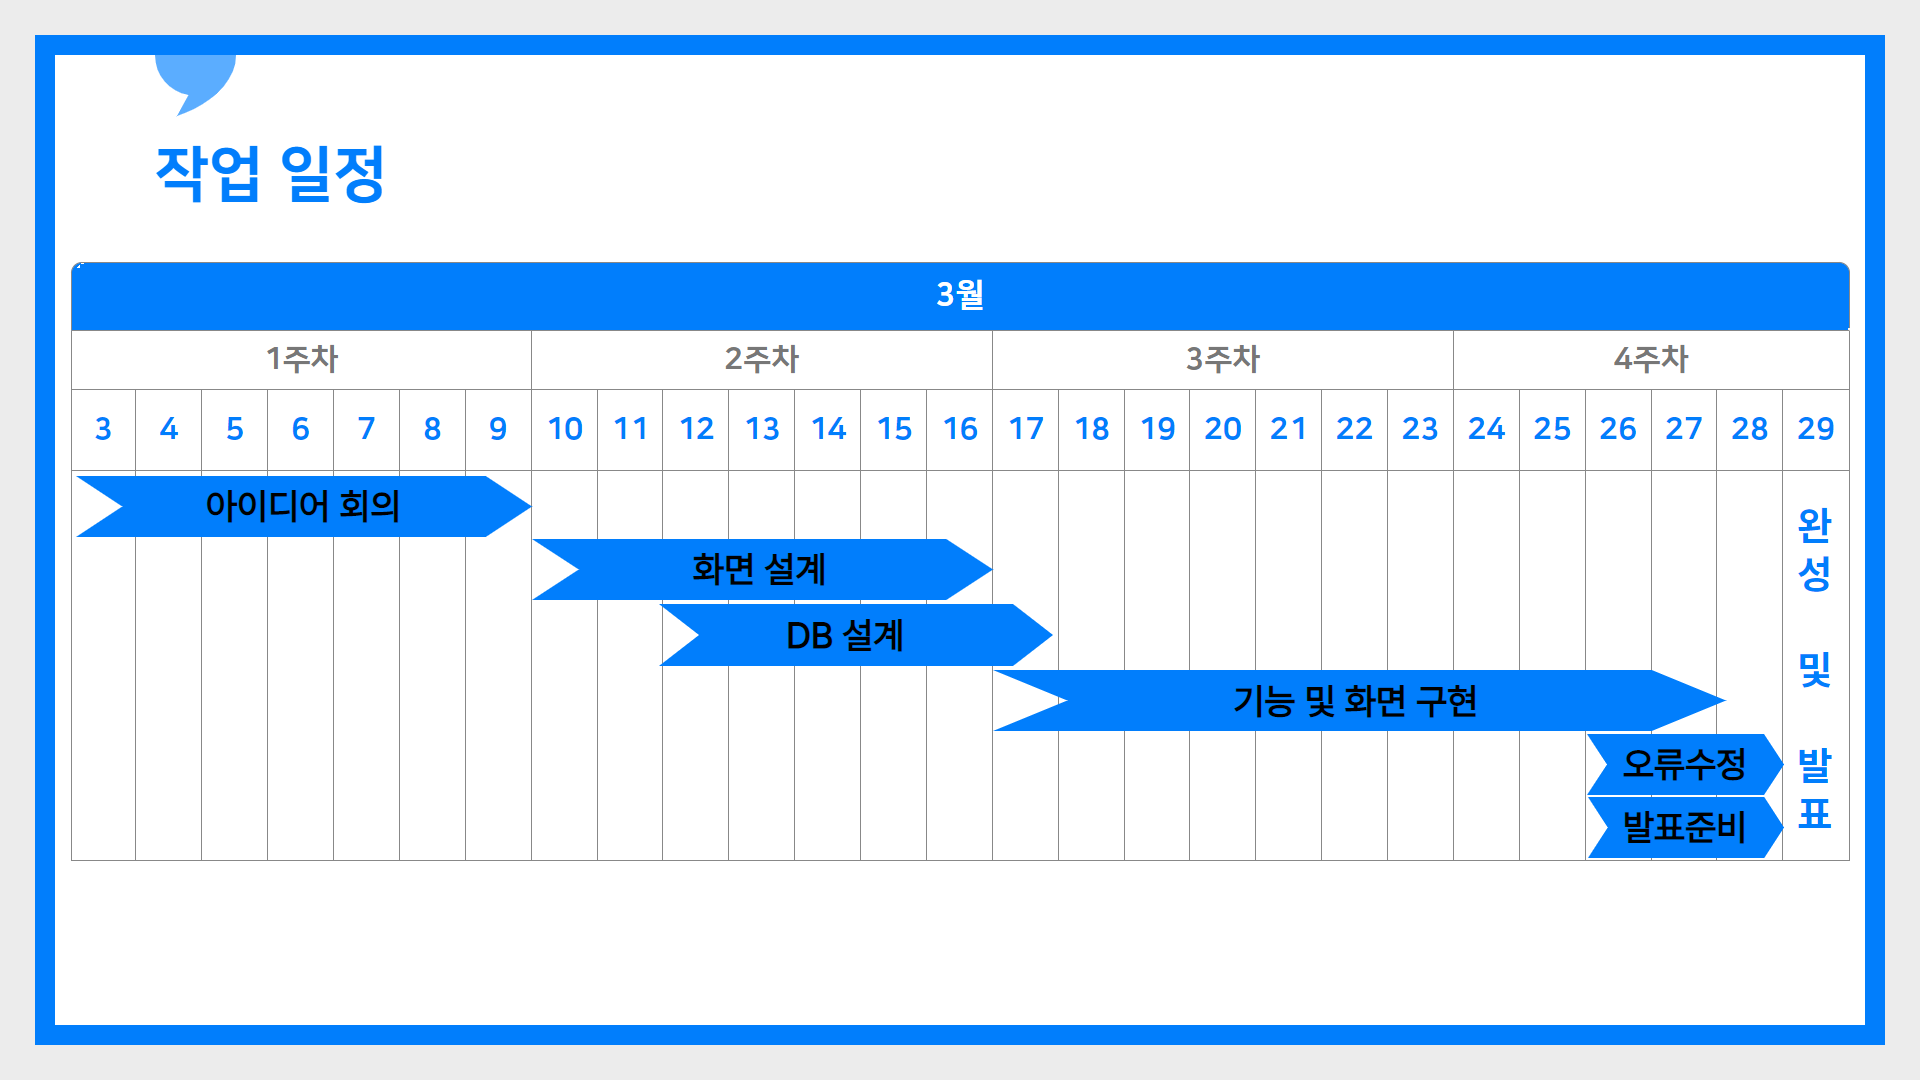 작업 일정
3월
1주차 2주차 3주차 4주차
3 4 5 6 7 8 9 10 11 12 13 14 15 16 17 18 19 20 21 22 23 24 25 26 27 28 29
아이디어 회의
화면 설계
DB 설계
기능 및 화면 구현
오류수정
발표준비
완
성
및
발
표